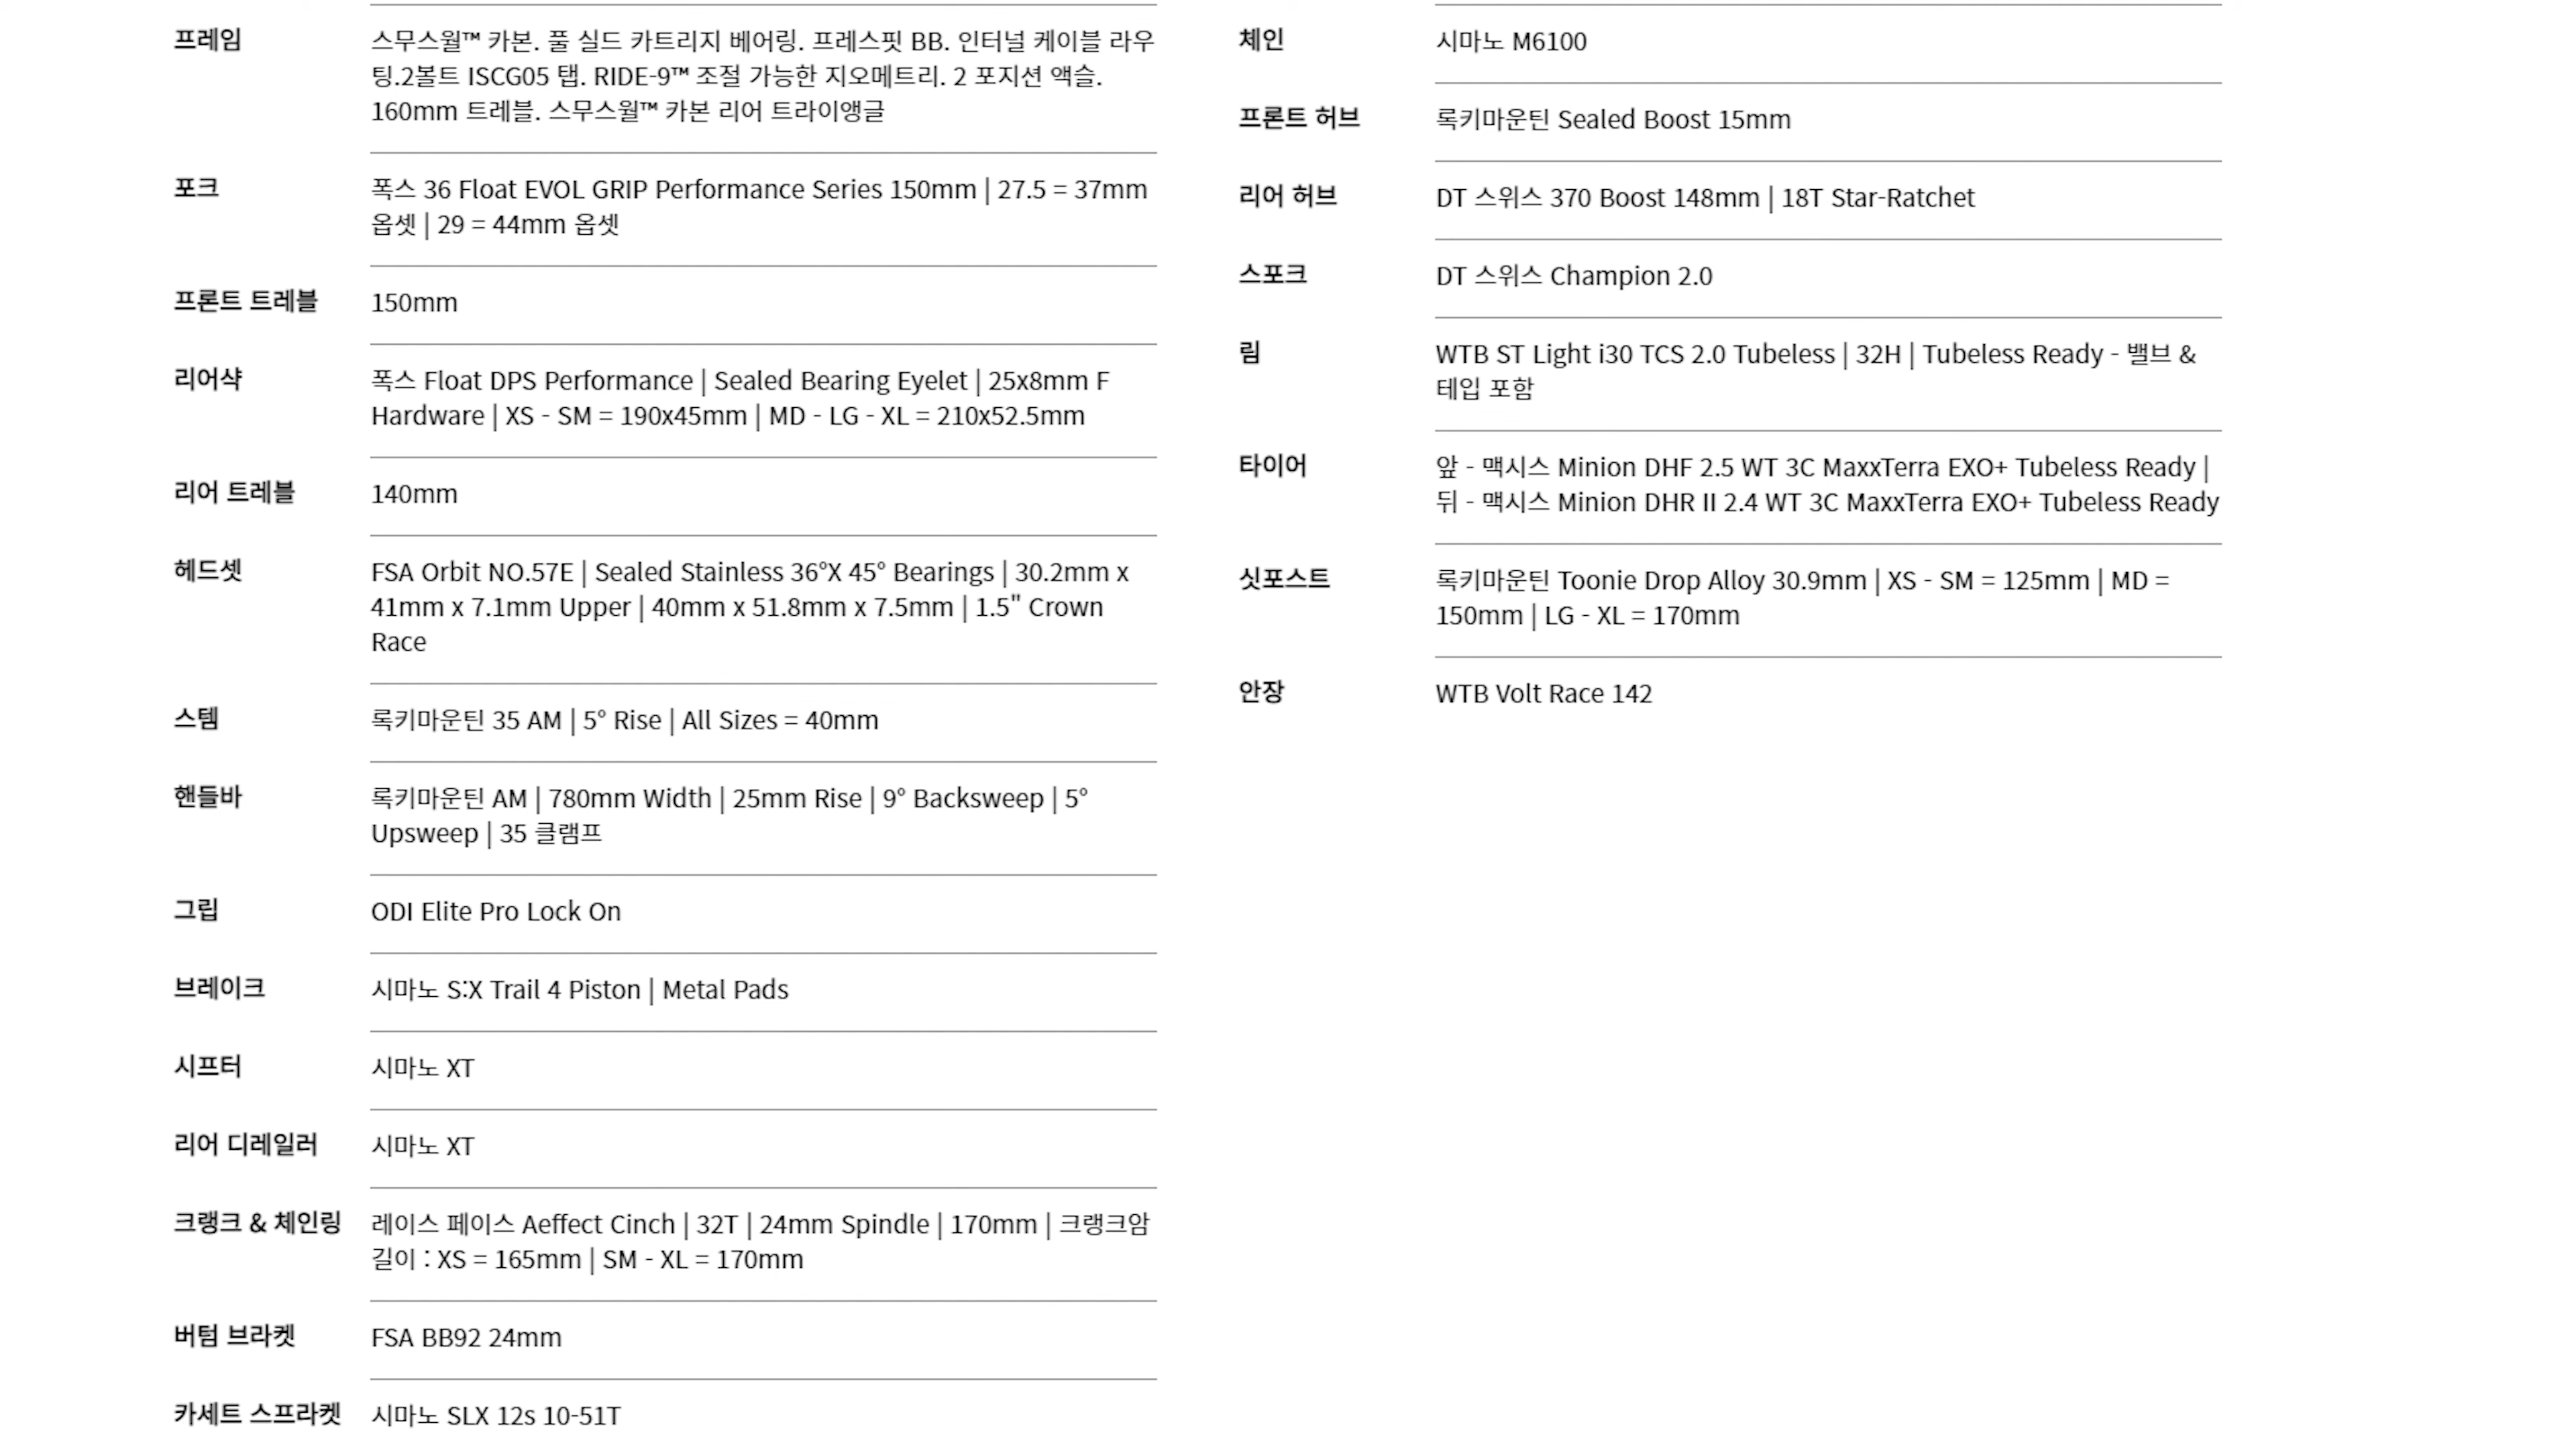 프레임
스무스월™ 카본. 풀 실드 카트리지 베어링. 프레스핏 BB. 인터널 케이블 라우
팅.2볼트 ISCG05 탭. RIDE-9™ 조절 가능한 지오메트리. 2 포지션 액슬.
160mm 트레블. 스무스월™ 카본 리어 트라이앵글
포크
폭스 36 Float EVOL GRIP Performance Series 150mm | 27.5 = 37mm
옵셋 | 29 = 44mm 옵셋
프론트 트레블
150mm
리어샥
폭스 Float DPS Performance | Sealed Bearing Eyelet | 25x8mm F
Hardware | XS - SM = 190x45mm | MD - LG - XL = 210x52.5mm
리어 트레블
140mm
헤드셋
FSA Orbit NO.57E | Sealed Stainless 36°X 45° Bearings | 30.2mm x
41mm x 7.1mm Upper | 40mm x 51.8mm x 7.5mm | 1.5" Crown
Race
스템
록키마운틴 35 AM | 5° Rise | All Sizes = 40mm
핸들바
록키마운틴 AM | 780mm Width | 25mm Rise | 9° Backsweep | 5°
Upsweep | 35 클램프
그립
ODI Elite Pro Lock On
브레이크
시마노 S:X Trail 4 Piston | Metal Pads
시프터
시마노 XT
리어 디레일러
시마노 XT
크랭크 & 체인링
레이스 페이스 Aeffect Cinch | 32T | 24mm Spindle | 170mm | 크랭크암
길이 : XS = 165mm | SM - XL = 170mm
버텀 브라켓
FSA BB92 24mm
카세트 스프라켓
시마노 SLX 12s 10-51T
체인
시마노 M6100
프론트 허브
록키마운틴 Sealed Boost 15mm
리어 허브
DT 스위스 370 Boost 148mm | 18T Star-Ratchet
스포크
DT 스위스 Champion 2.0
림
WTB ST Light i30 TCS 2.0 Tubeless | 32H | Tubeless Ready - 밸브 &
테입 포함
타이어
앞 - 맥시스 Minion DHF 2.5 WT 3C MaxxTerra EXO+ Tubeless Ready |
뒤 - 맥시스 Minion DHR II 2.4 WT 3C MaxxTerra EXO+ Tubeless Ready
싯포스트
록키마운틴 Toonie Drop Alloy 30.9mm | XS - SM = 125mm | MD =
150mm | LG - XL = 170mm
안장
WTB Volt Race 142